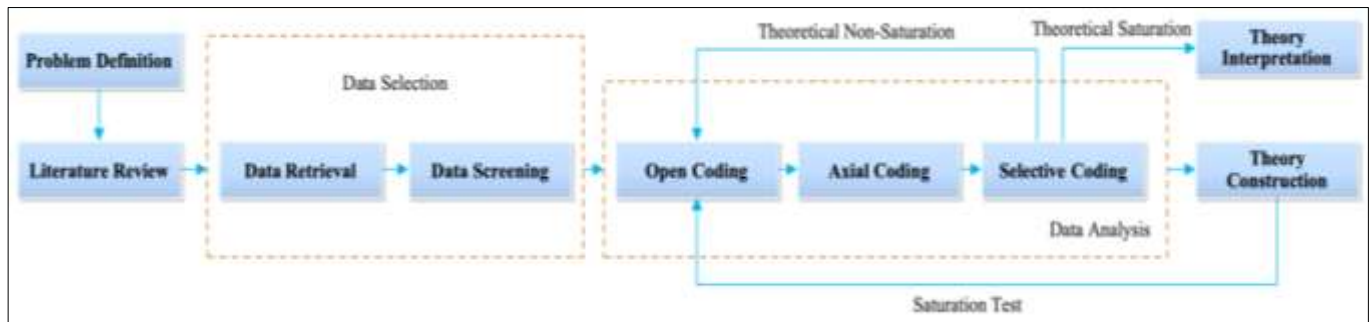 Theoretical Non-Saturation
Theoretical Saturation
Theory
Interpretation
Problem Definition
Data Selection
Literature Review
Data Retrieval
Data Screening
Open Coding
Axial Coding
Selective Coding
Theory
Construction
Data Analysis
Saturation Test